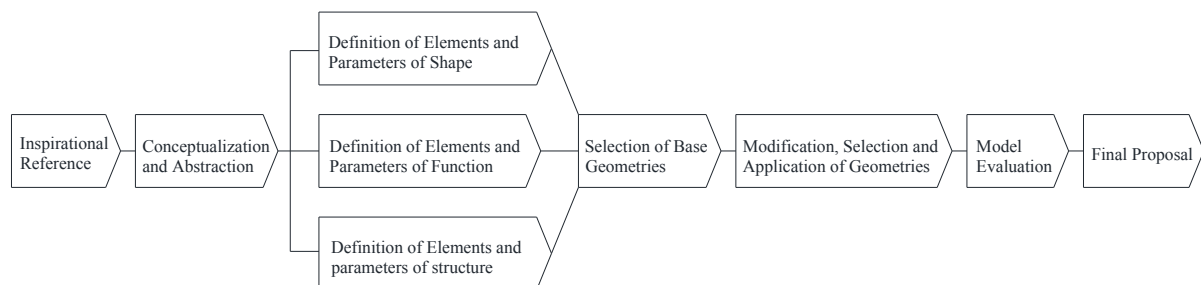 Inspirational
Reference
Conceptualization
and Abstraction
Definition of Elements and
Parameters of Shape
Definition of Elements and
Parameters of Function
Definition of Elements and
parameters of structure
Selection of Base
Geometries
Modification, Selection and
Application of Geometries
Model
Evaluation
Final Proposal